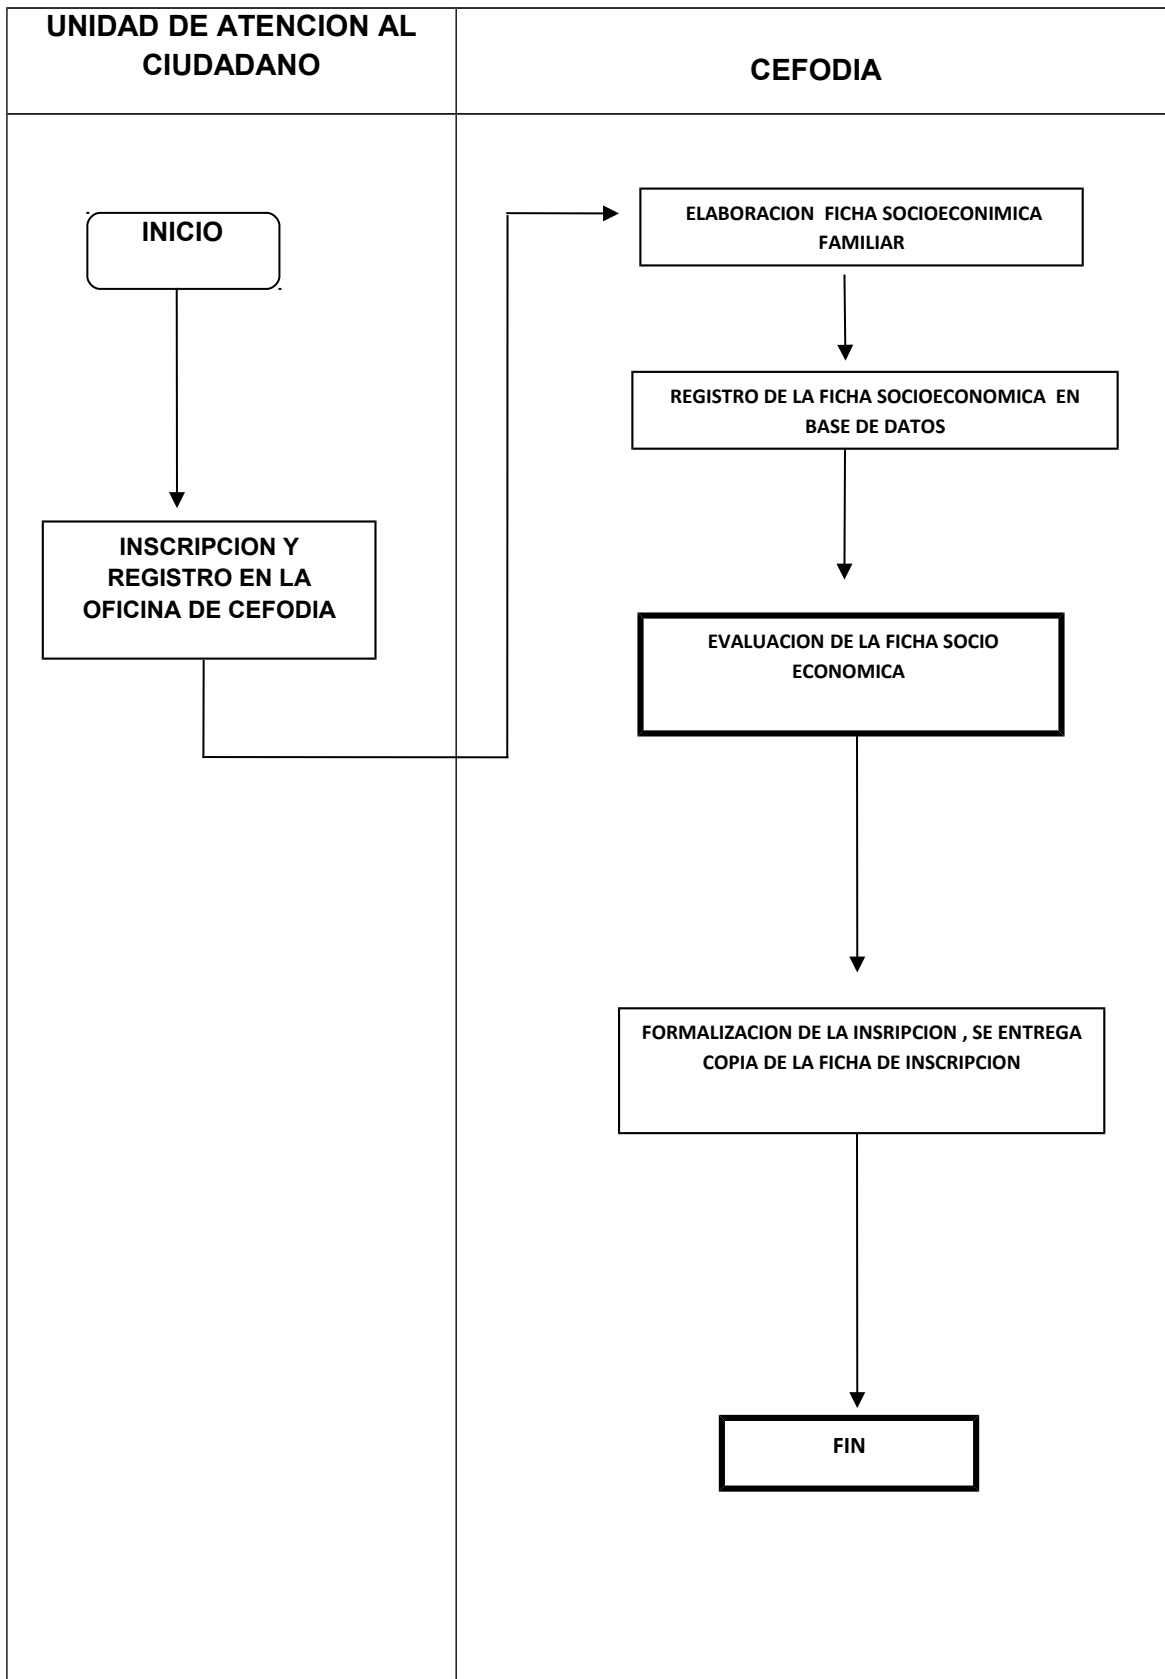 UNIDAD DE ATENCION AL
CIUDADANO
CEFODIA
INICIO
INSCRIPCION Y
REGISTRO EN LA
OFICINA DE CEFODIA
ELABORACION FICHA SOCIOECONIMICA
FAMILIAR
REGISTRO DE LA FICHA SOCIOECONOMICA EN
BASE DE DATOS
EVALUACION DE LA FICHA SOCIO
ECONOMICA
FORMALIZACION DE LA INSRIPCION , SE ENTREGA
COPIA DE LA FICHA DE INSCRIPCION
FIN